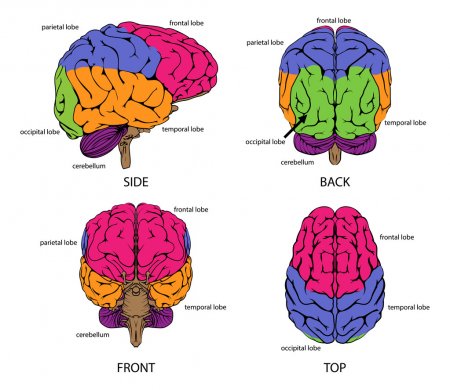 frontal lobe
parietal lobe
occipital lobe
temporal lobe
cerebellum
SIDE
frontal lobe
parietal lobe
temporal lobe
occipital lobe
cerebellum
BACK
frontal lobe
parietal lobe
temporal lobe
cerebellum
FRONT
frontal lobe
temporal lobe
occipital lobe
TOP